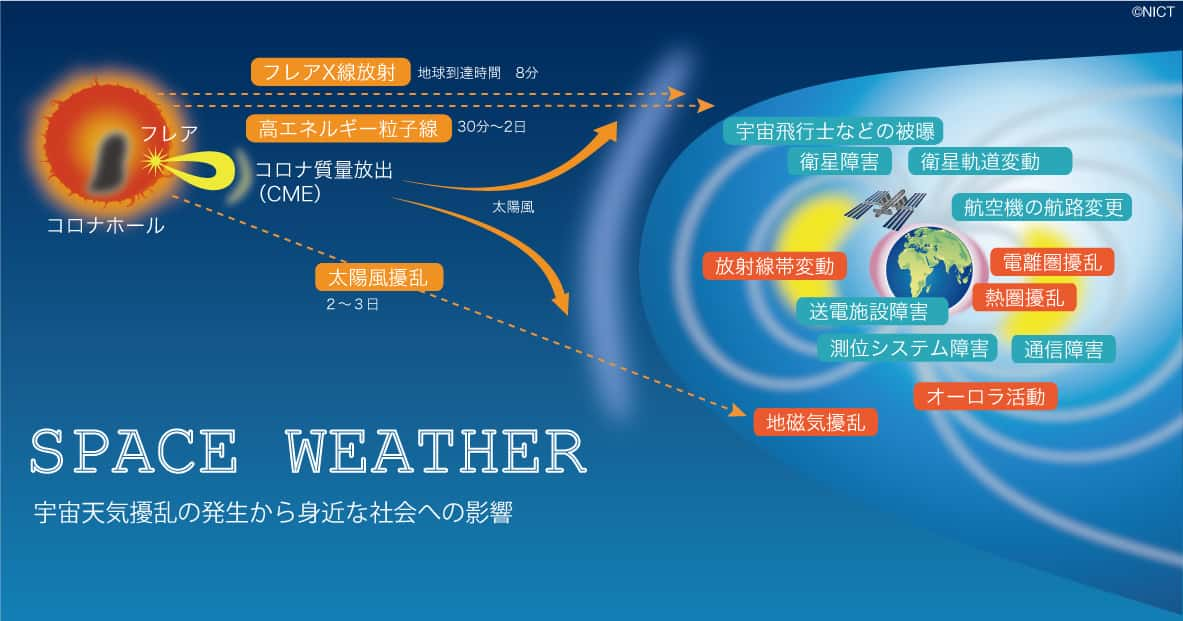 ©NICT
フレアX線放射
地球到達時間 8分
高エネルギー粒子線
30分〜2日
フレア
コロナ質量放出
（CME）
コロナホール
太陽風
太陽風擾乱
2〜3日
宇宙飛行士などの被曝
衛星障害
衛星軌道変動
航空機の航路変更
放射線帯変動
電離圏擾乱
熱圏擾乱
送電施設障害
測位システム障害
通信障害
オーロラ活動
地磁気擾乱
SPACE WEATHER
宇宙天気擾乱の発生から身近な社会への影響